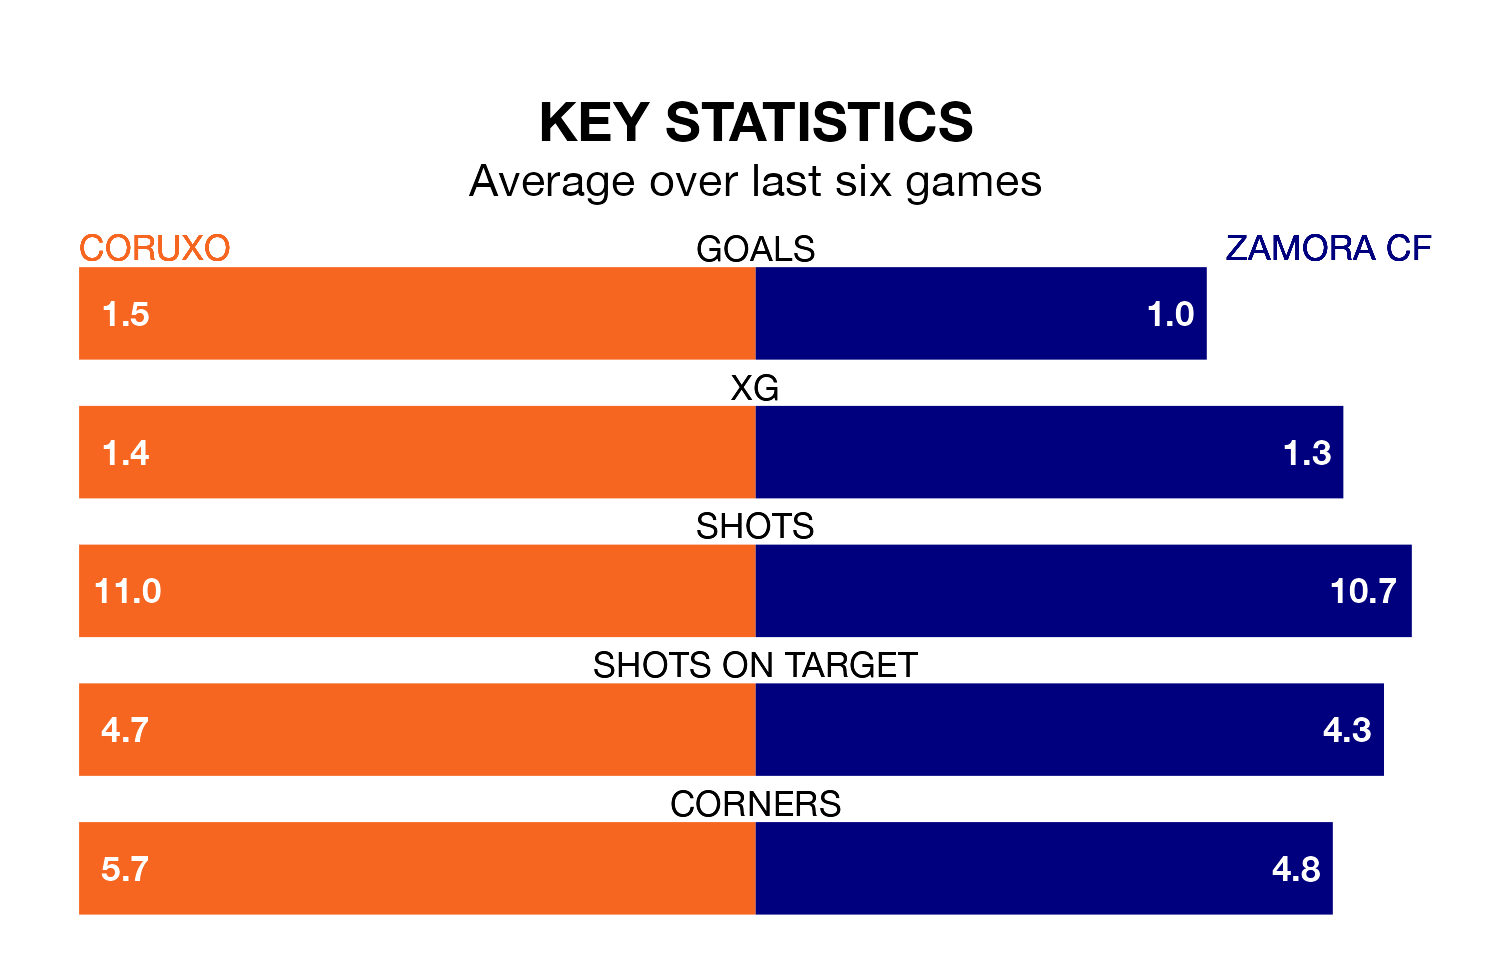 KEY STATISTICS
Average over last six games
CORUXO GOALS ZAMORA CF
1.5 1.0
XG
1.4 1.3
SHOTS
11.0 10.7
SHOTS ON TARGET
4.7 4.3
CORNERS
5.7 4.8